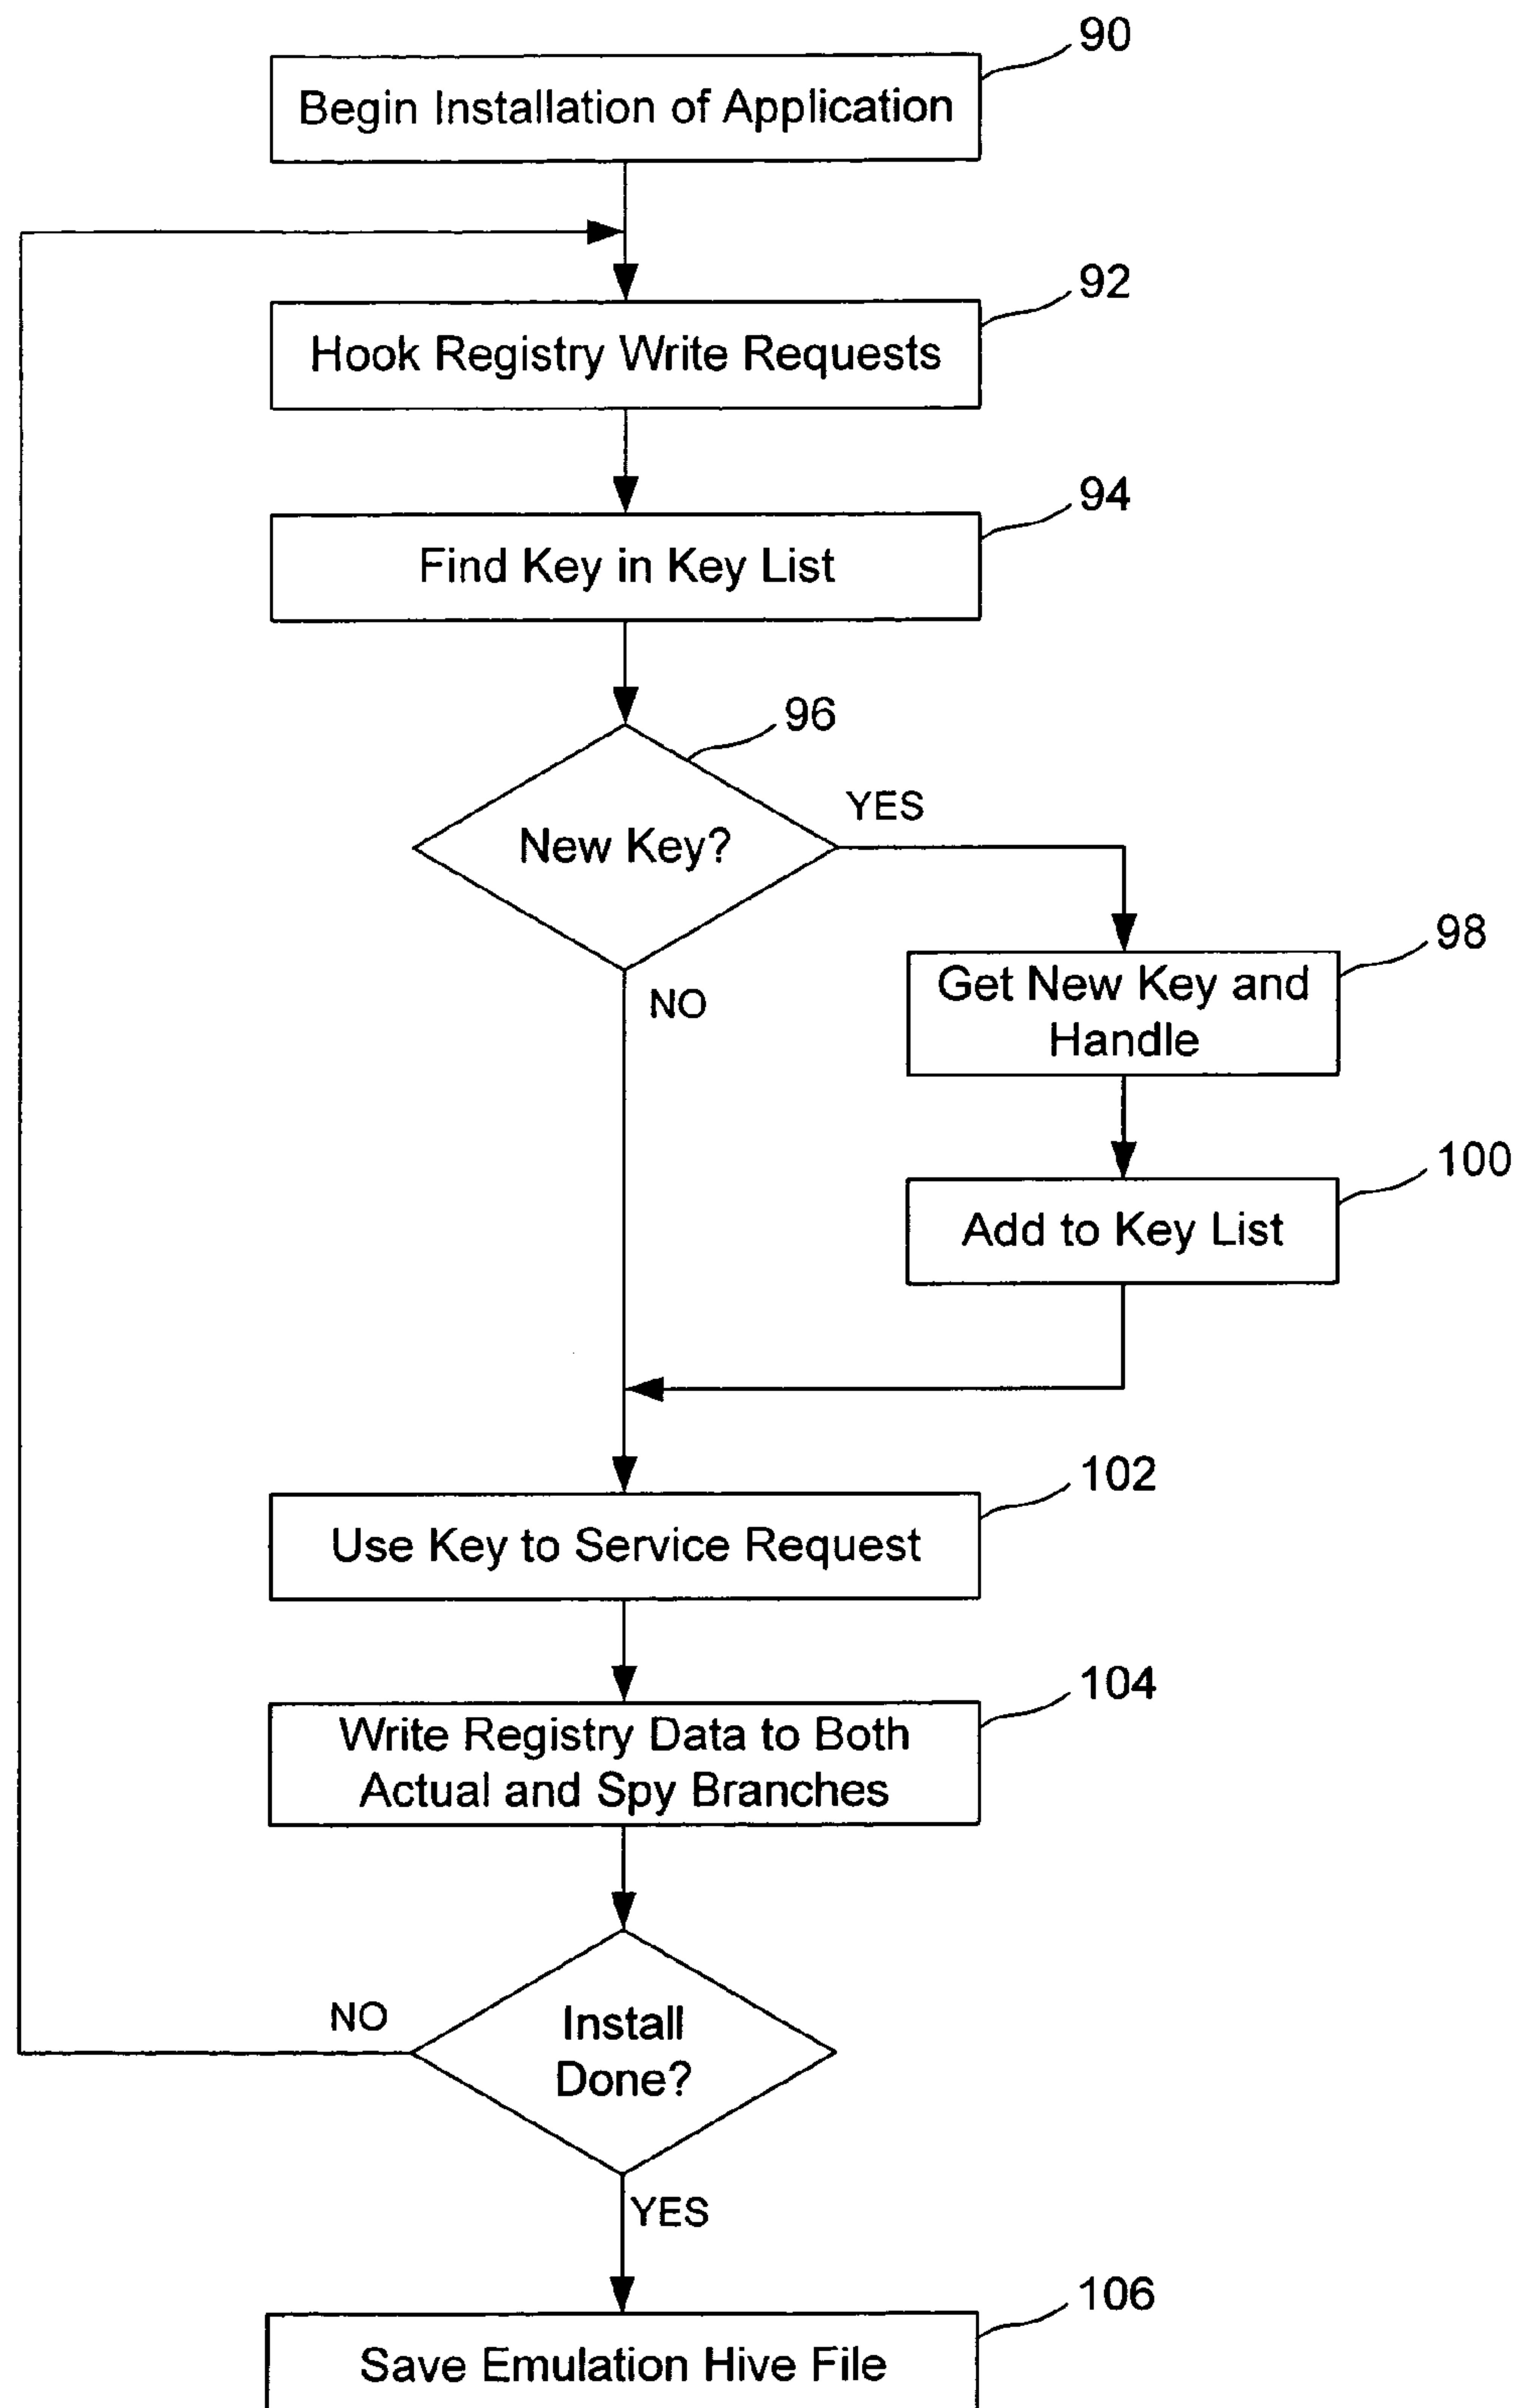 90
Begin Installation of Application
92
Hook Registry Write Requests
94
Find Key in Key List
96
New Key?
YES
NO
98
Get New Key and
Handle
100
Add to Key List
102
Use Key to Service Request
104
Write Registry Data to Both
Actual and Spy Branches
Install
Done?
NO
YES
106
Save Emulation Hive File